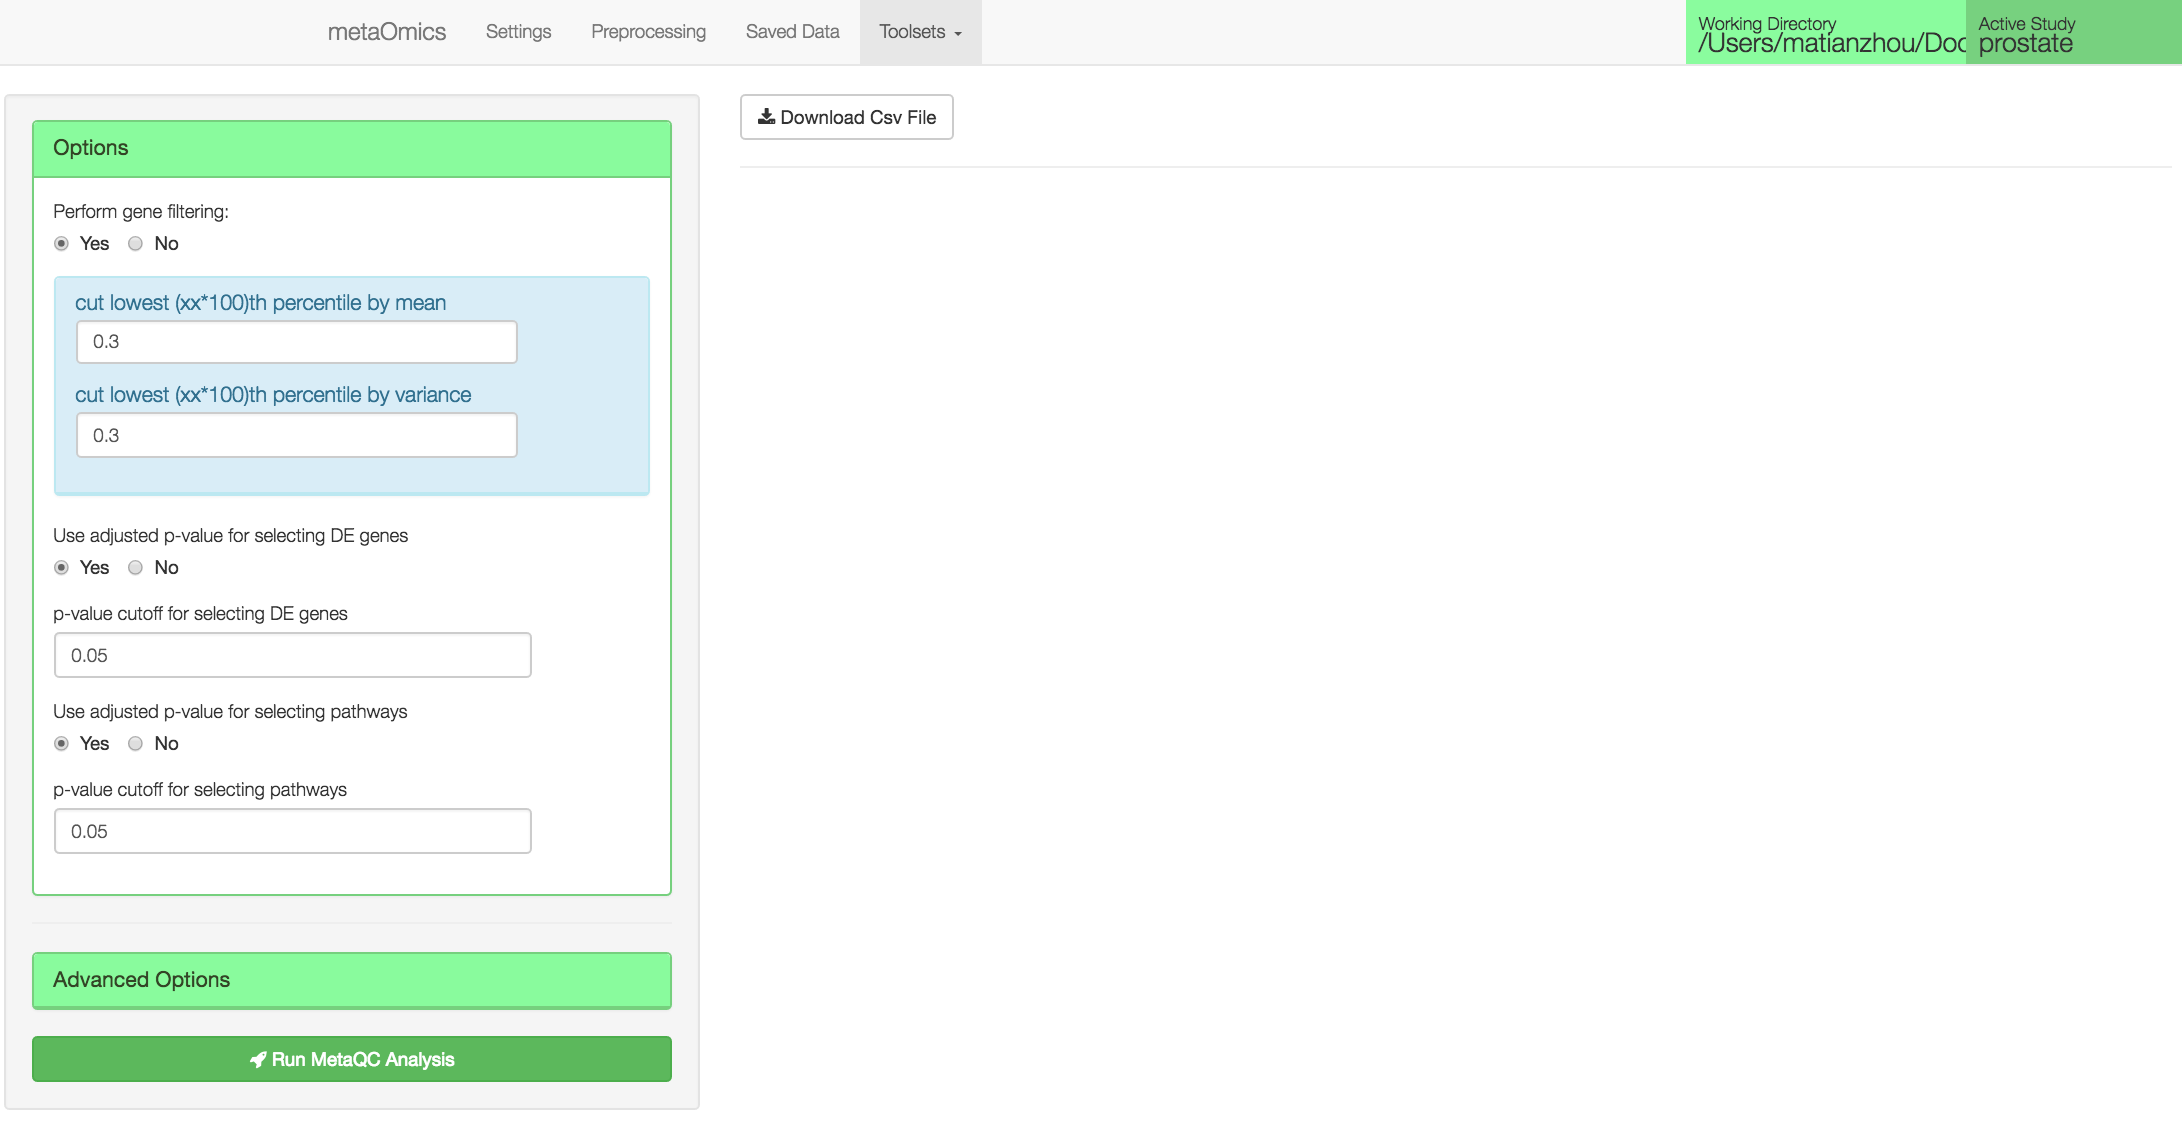 metaOmics Settings Preprocessing Saved Data Toolsets
Working Directory
/Users/matianzhou/Doc
Active Study
prostate
Download Csv File
Options
Perform gene filtering:
Yes No
cut lowest (xx*100)th percentile by mean
0.3
cut lowest (xx*100)th percentile by variance
0.3
Use adjusted p-value for selecting DE genes
Yes No
p-value cutoff for selecting DE genes
0.05
Use adjusted p-value for selecting pathways
Yes No
p-value cutoff for selecting pathways
0.05
Advanced Options
Run MetaQC Analysis